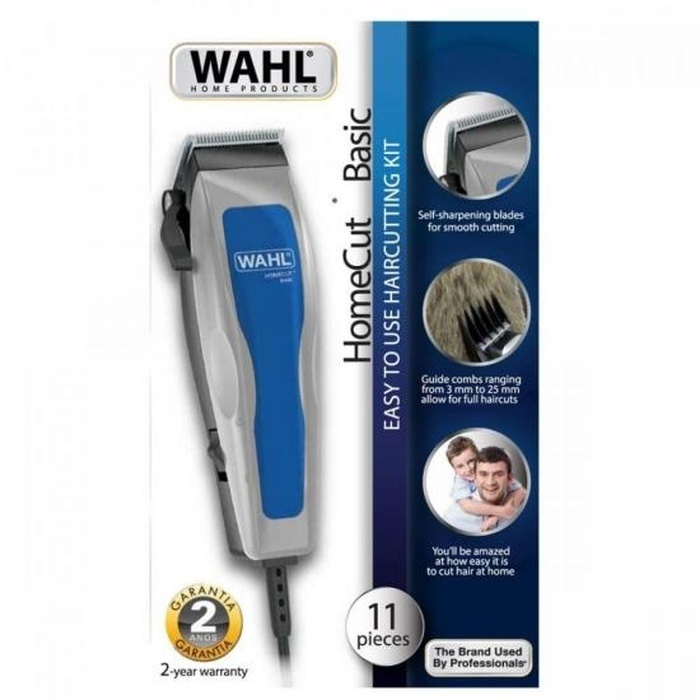 WAHL®
HOME PRODUCTS
HomeCut® Basic
EASY TO USE HAIRCUTTING KIT
WAHL®
HOMECUT™
BASIC
Self-sharpening blades
for smooth cutting
Guide combs ranging
from 3 mm to 25 mm
allow for full haircuts
You'll be amazed
at how easy it is
to cut hair at home
GARANTIA
2
AÑOS
GARANTIA
2-year warranty
11
pieces
The Brand Used
By Professionals®